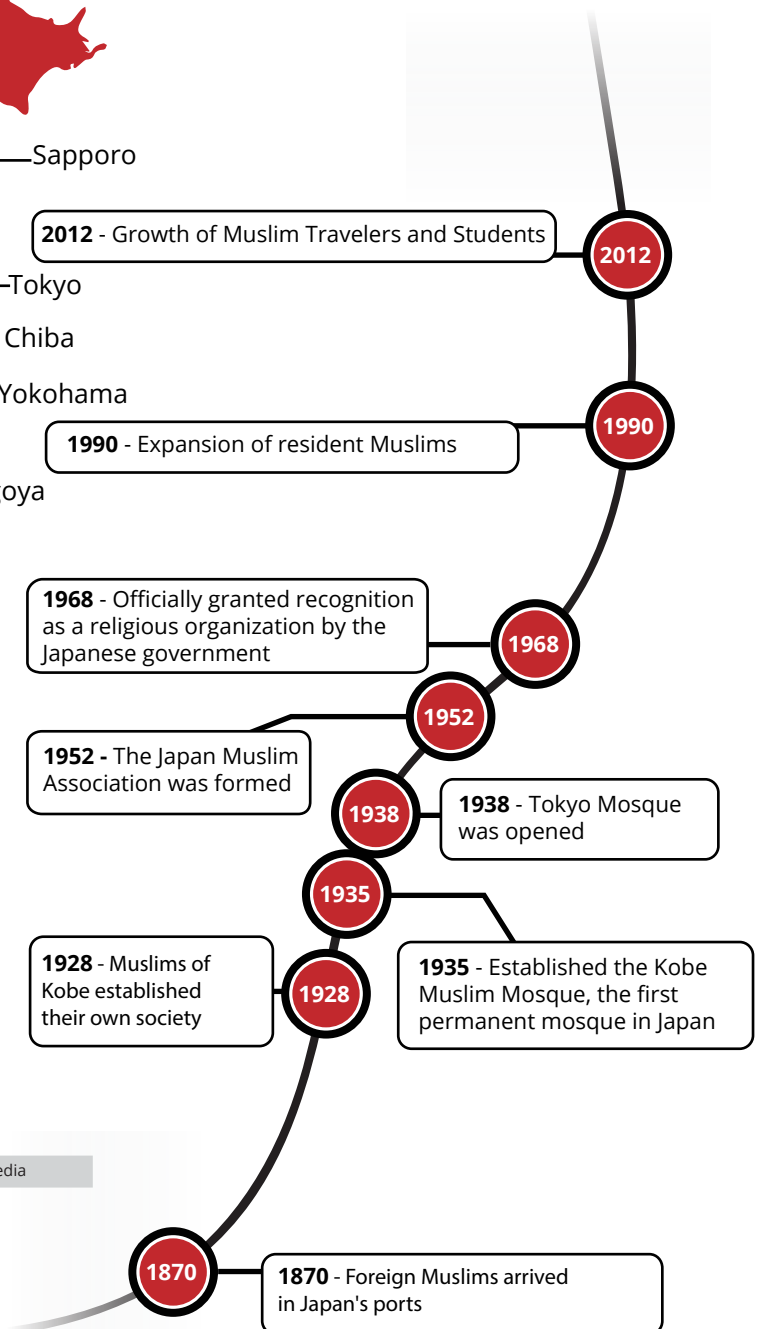 Sapporo
2012 - Growth of Muslim Travelers and Students
2012
Tokyo
Chiba
Yokohama
1990
1990 - Expansion of resident Muslims
1968 - Officially granted recognition
as a religious organization by the
Japanese government
1968
1952
1952 - The Japan Muslim
Association was formed
1938
1938 - Tokyo Mosque
was opened
1935
1928 - Muslims of
Kobe established
their own society
1928
1935 - Established the Kobe
Muslim Mosque, the first
permanent mosque in Japan
1870
1870 - Foreign Muslims arrived
in Japan's ports